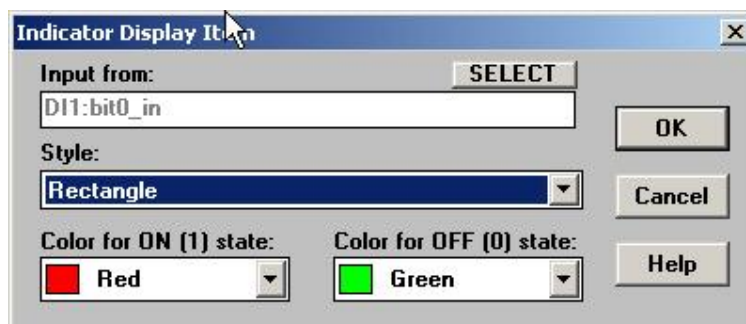 Indicator Display Item
Input from:
SELECT
DI1:bit0_in
OK
Style:
Rectangle
Cancel
Color for ON (1) state:
Color for OFF (0) state:
Red
Green
Help